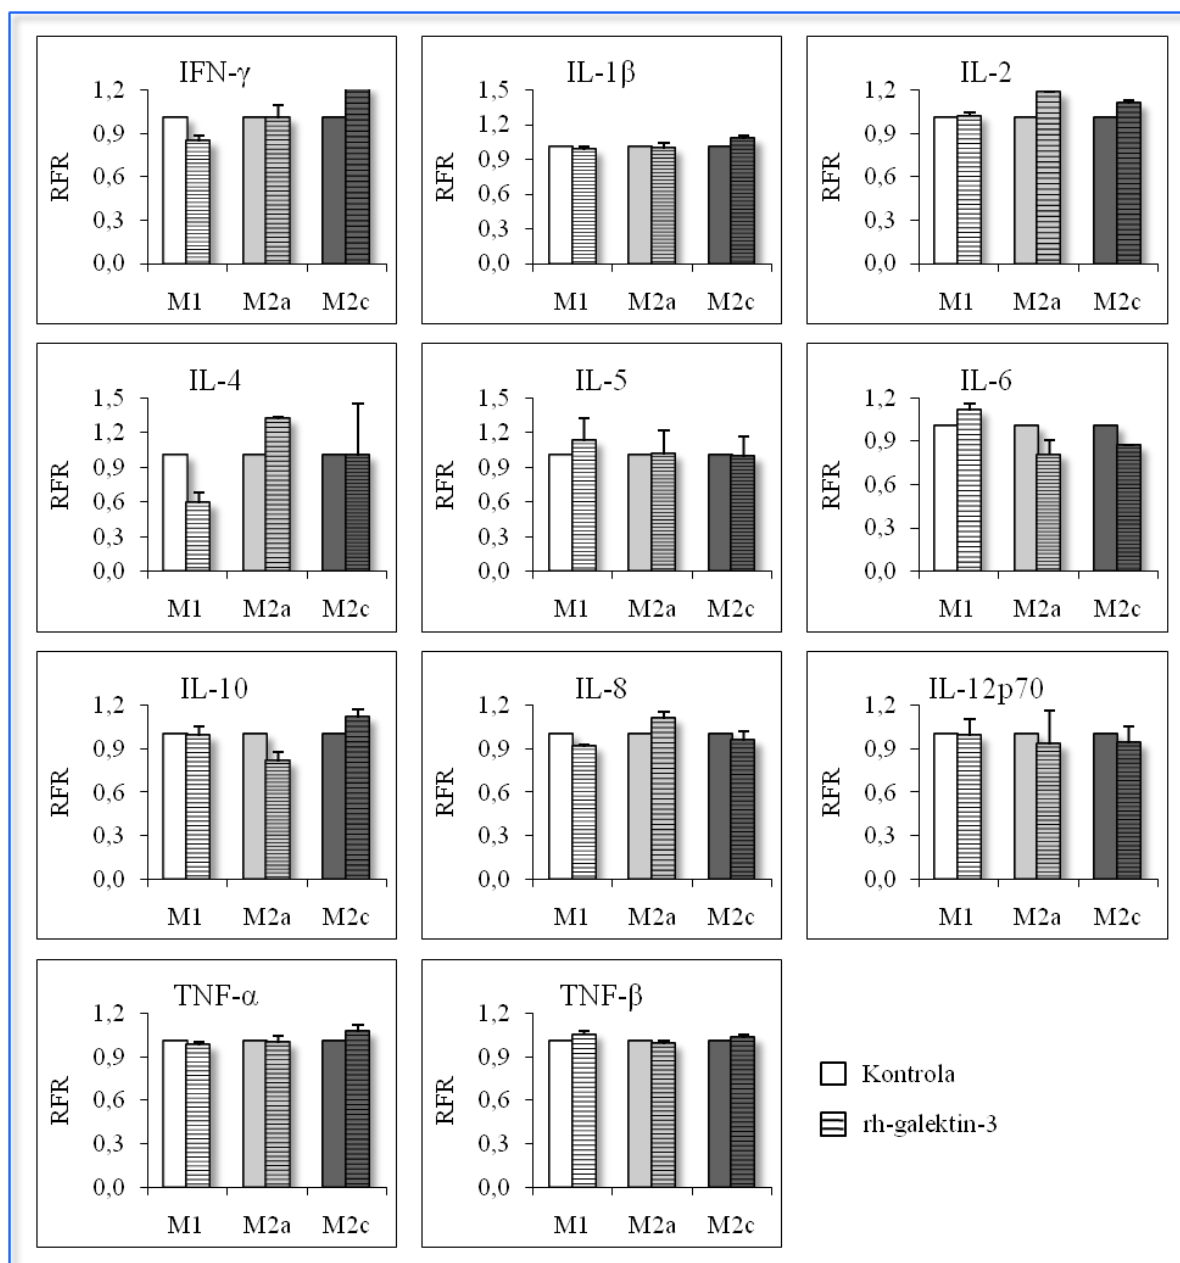 IFN-γ
1,2
0,9
0,6
0,3
0,0
RFR
M1 M2a M2c
IL-1β
1,5
1,2
0,9
0,6
0,3
0,0
RFR
M1 M2a M2c
IL-2
1,2
0,9
0,6
0,3
0,0
RFR
M1 M2a M2c
IL-4
1,5
1,2
0,9
0,6
0,3
0,0
RFR
M1 M2a M2c
IL-5
1,5
1,2
0,9
0,6
0,3
0,0
RFR
M1 M2a M2c
IL-6
1,2
0,9
0,6
0,3
0,0
RFR
M1 M2a M2c
IL-10
1,2
0,9
0,6
0,3
0,0
RFR
M1 M2a M2c
IL-8
1,2
0,9
0,6
0,3
0,0
RFR
M1 M2a M2c
IL-12p70
1,2
0,9
0,6
0,3
0,0
RFR
M1 M2a M2c
TNF-α
1,2
0,9
0,6
0,3
0,0
RFR
M1 M2a M2c
TNF-β
1,2
0,9
0,6
0,3
0,0
RFR
M1 M2a M2c
Kontrola
rh-galektin-3